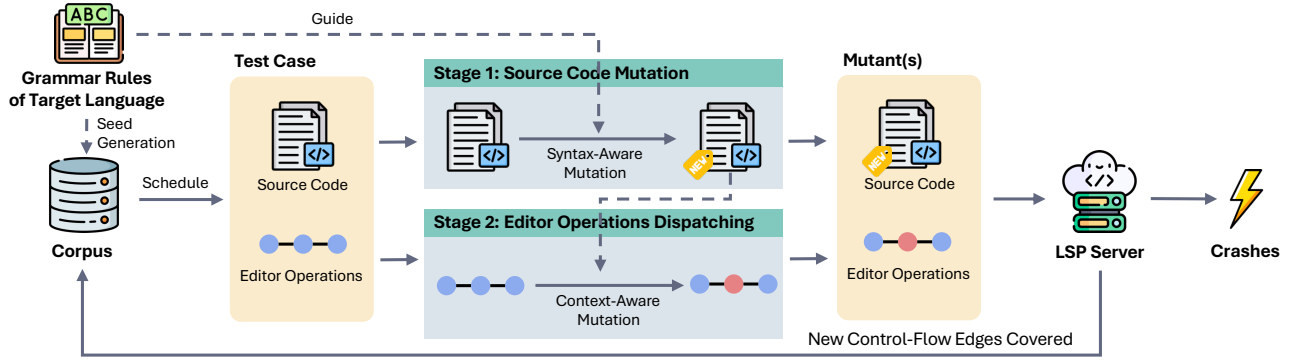 ABC
Guide
Grammar Rules
of Target Language
Seed
Generation
Schedule
Corpus
Test Case
Source Code
Editor Operations
Stage 1: Source Code Mutation
</>
</>
NEW
Syntax-Aware
Mutation
Stage 2: Editor Operations Dispatching
Context-Aware
Mutation
Mutant(s)
</>
NEW
Source Code
Editor Operations
</>
LSP Server
Crashes
New Control-Flow Edges Covered